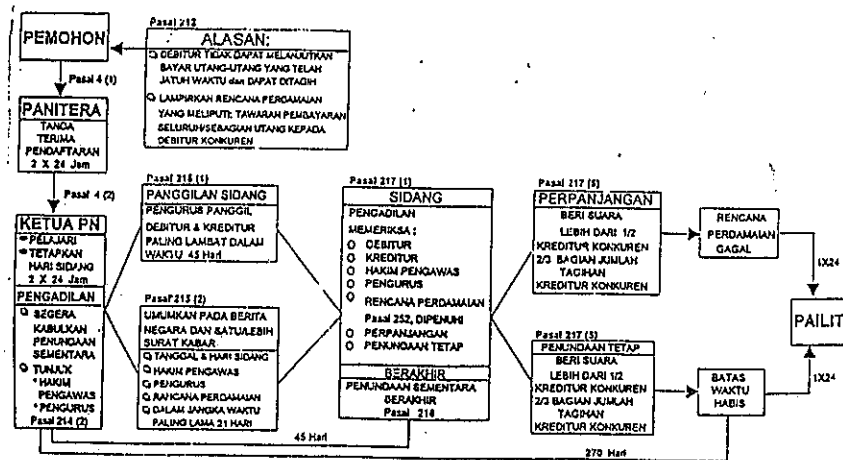 Pasal 212
PEMOHON
ALASAN:
DEBITUR TIDAK DAPAT MELANJUTKAN
BAYAR UTANG-UTANG YANG TELAH
JATUH WAKTU dan DAPAT DITAGIH
LAMPIRKAN RENCANA PERDAMAIAN
YANG MELIPUTI: TAWARAN PEMBAYARAN
SELURUH/SEBAGIAN UTANG KEPADA
DEBITUR KONKUREN
Pasal 4 (1)
PANITERA
TANDA
TERIMA
PENDAFTARAN
2 X 24 Jam
Pasal 4 (2)
KETUA PN
PELAJARI
TETAPKAN
HARI SIDANG
2 X 24 Jam
PENGADILAN
SEGERA
KABULKAN
PENUNDAAN
SEMENTARA
TUNJUK
*HAKIM
PENGAWAS
*PENGURUS
Pasal 214 (2)
Pasal 215 (1)
PANGGILAN SIDANG
PENGURUS PANGGIL
DEBITUR & KREDITUR
PALING LAMBAT DALAM
WAKTU 45 Hari
Pasal 215 (2)
UMUMKAN PADA BERITA
NEGARA DAN SATU/LEBIH
SURAT KABAR
TANGGAL & HARI SIDANG
HAKIM PENGAWAS
PENGURUS
RANCANA PERDAMAIAN
DALAM JANGKA WAKTU
PALING LAMA 21 HARI
Pasal 217 (1)
SIDANG
PENGADILAN
MEMERIKSA :
DEBITUR
KREDITUR
HAKIM PENGAWAS
PENGURUS
RENCANA PERDAMAIAN
Pasal 252, DIPENUHI
PERPANJANGAN
PENUNDAAN TETAP
BERAKHIR
PENUNDAAN SEMENTARA
BERAKHIR
Pasal 218
Pasal 217 (5)
PERPANJANGAN
BERI SUARA
LEBIH DARI 1/2
KREDITUR KONKUREN
2/3 BAGIAN JUMLAH
TAGIHAN
KREDITUR KONKUREN
Pasal 217 (5)
PENUNDAAN TETAP
BERI SUARA
LEBIH DARI 1/2
KREDITUR KONKUREN
2/3 BAGIAN JUMLAH
TAGIHAN
KREDITUR KONKUREN
RENCANA
PERDAMAIAN
GAGAL
1X24
PAILIT
1X24
BATAS
WAKTU
HABIS
45 Hari
270 Hari